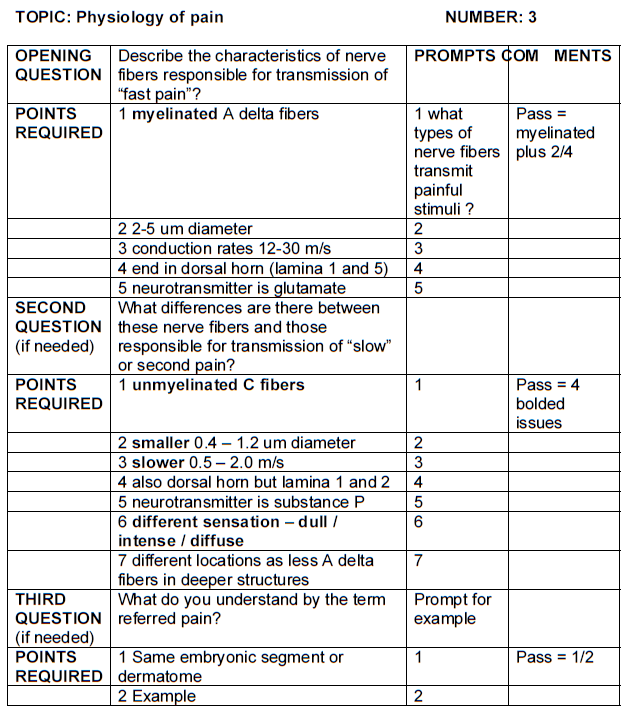 TOPIC: Physiology of pain NUMBER: 3
OPENING QUESTION Describe the characteristics of nerve fibers responsible for transmission of “fast pain”? PROMPTS COM MENTS
POINTS REQUIRED 1 myelinated A delta fibers 1 what types of nerve fibers transmit painful stimuli ? Pass = myelinated plus 2/4
2 2-5 um diameter 2
3 conduction rates 12-30 m/s 3
4 end in dorsal horn (lamina 1 and 5) 4
5 neurotransmitter is glutamate 5
SECOND QUESTION (if needed) What differences are there between these nerve fibers and those responsible for transmission of “slow” or second pain?
POINTS REQUIRED 1 unmyelinated C fibers 1 Pass = 4 bolded issues
2 smaller 0.4 – 1.2 um diameter 2
3 slower 0.5 – 2.0 m/s 3
4 also dorsal horn but lamina 1 and 2 4
5 neurotransmitter is substance P 5
6 different sensation – dull / intense / diffuse 6
7 different locations as less A delta fibers in deeper structures 7
THIRD QUESTION (if needed) What do you understand by the term referred pain? Prompt for example
POINTS REQUIRED 1 Same embryonic segment or dermatome 1 Pass = 1/2
2 Example 2